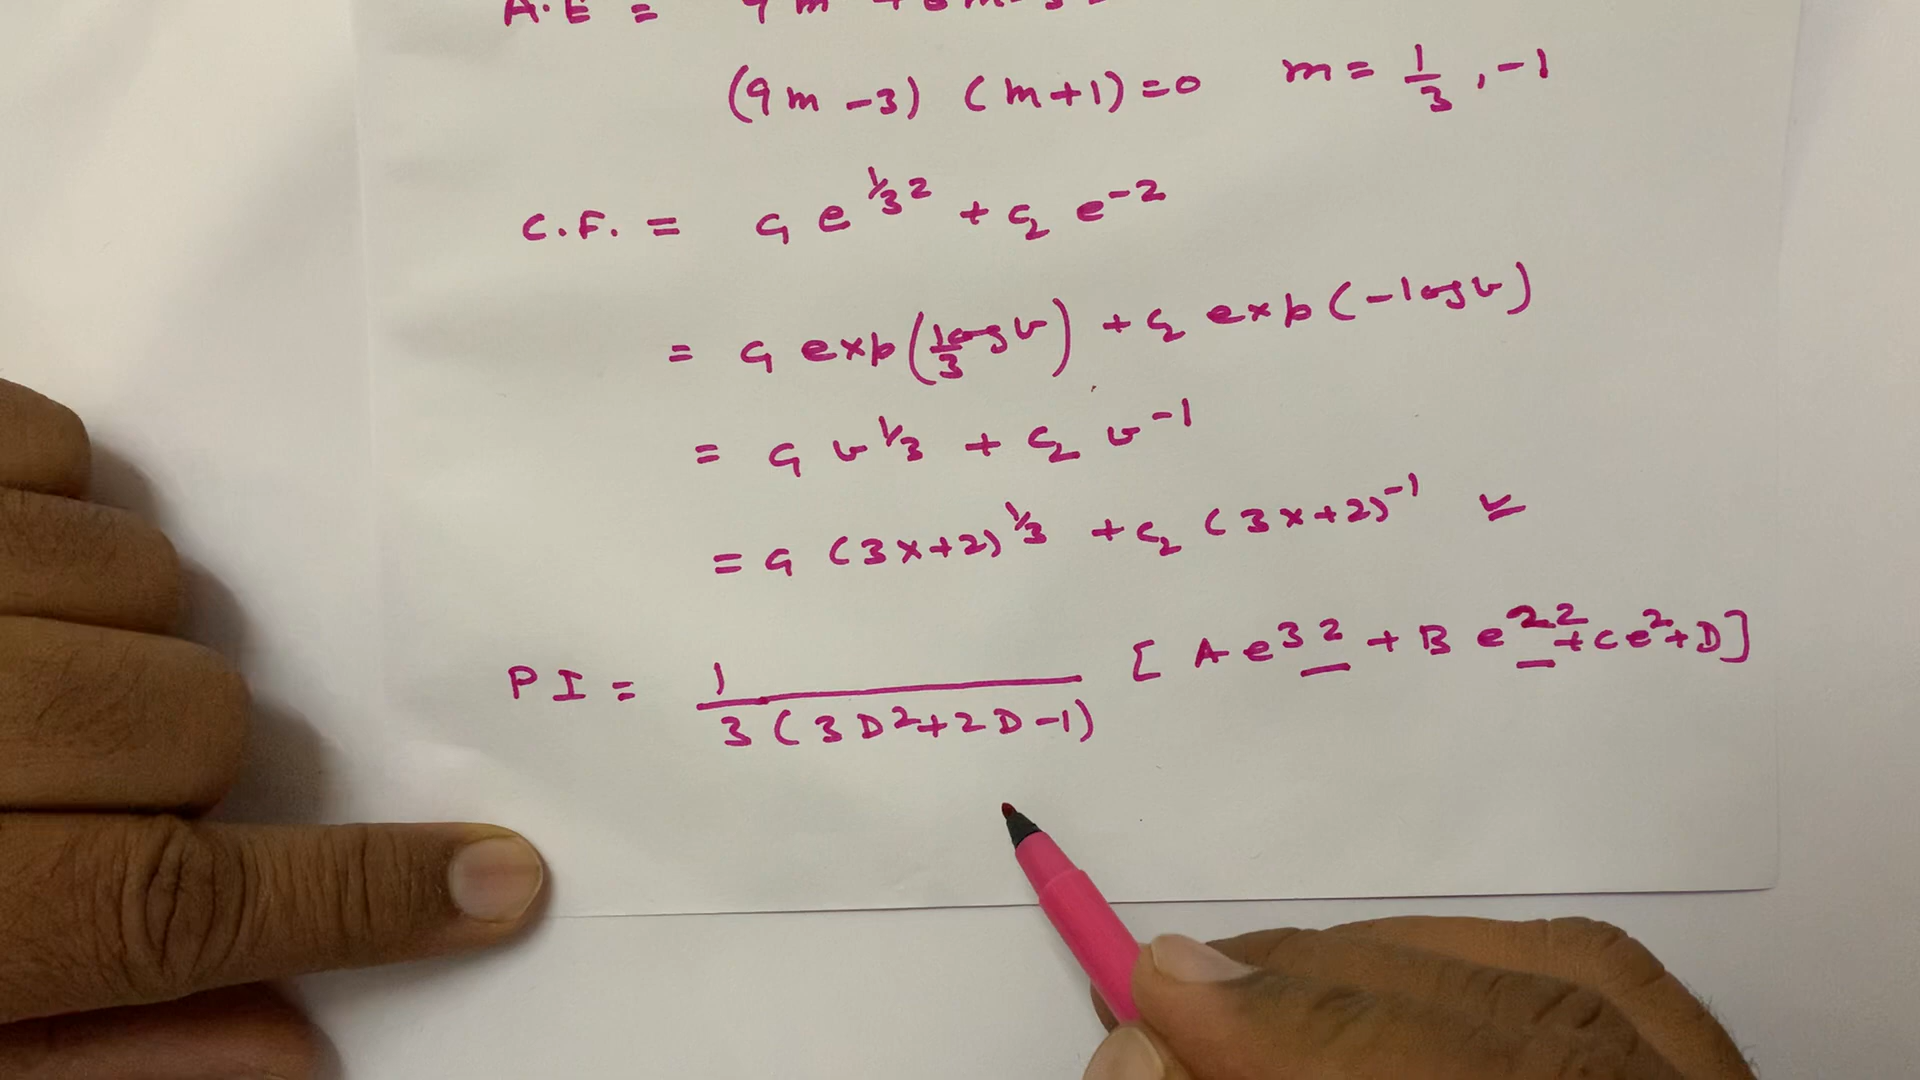 A.E =
(9m -3) (m+1)=0 m= 1/3 , -1
C.F. = c₁ e^{1/3 z} + c₂ e^{-z}
= c₁ exp(1/3 log v) + c₂ exp(-log v)
= c₁ v^{1/3} + c₂ v^{-1}
= c₁ (3x+2)^{1/3} + c₂ (3x+2)^{-1}
PI = 1/3(3D²+2D-1) [A e^{3z} + B e^{2z} + C e^{z} + D]